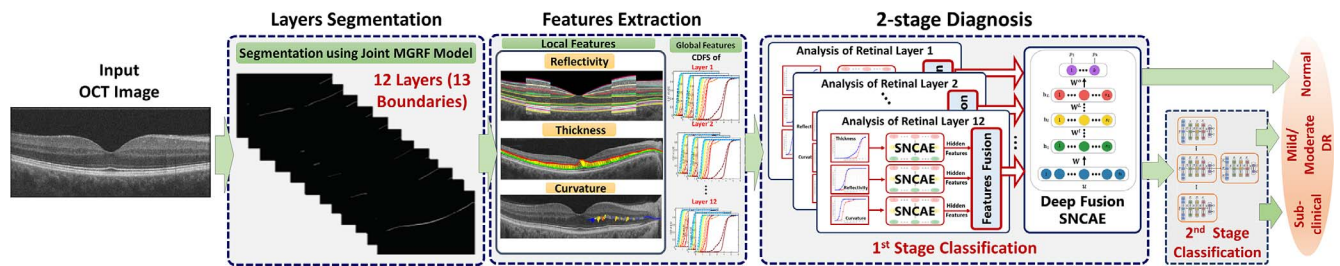 Layers Segmentation
Features Extraction
2-stage Diagnosis
Input
OCT Image
Segmentation using Joint MGRF Model
12 Layers (13
Boundaries)
Local Features
Global Features
Reflectivity
Thickness
Curvature
CDFS of
Layer 1
Layer 2
Layer 12
Analysis of Retinal Layer 1
Analysis of Retinal Layer 2
Analysis of Retinal Layer 12
Thickness
SNCAE
Hidden
Features
Reflectivity
SNCAE
Hidden
Features
Curvature
SNCAE
Hidden
Features
Features Fusion
1st Stage Classification
Deep Fusion
SNCAE
2nd Stage
Classification
Normal
Mild/
Moderate
DR
Sub-
clinical